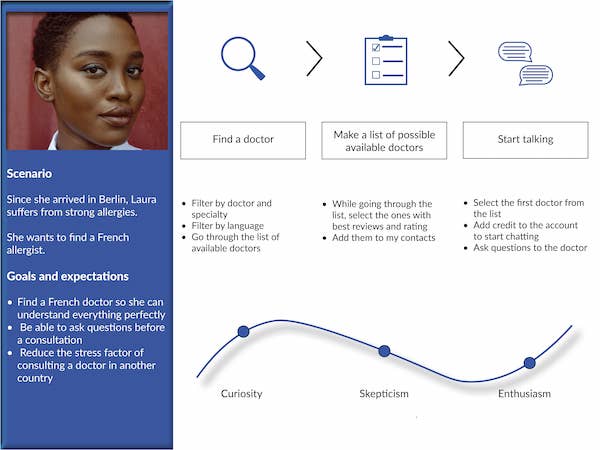 Scenario
Since she arrived in Berlin, Laura
suffers from strong allergies.
She wants to find a French
allergist.
Goals and expectations
• Find a French doctor so she can
understand everything perfectly
• Be able to ask questions before
a consultation
• Reduce the stress factor of
consulting a doctor in another
country
Find a doctor
• Filter by doctor and
specialty
• Filter by language
• Go through the list of
available doctors
Make a list of possible
available doctors
• While going through the
list, select the ones with
best reviews and rating
• Add them to my contacts
Start talking
• Select the first doctor from
the list
• Add credit to the account
to start chatting
• Ask questions to the doctor
Curiosity
Skepticism
Enthusiasm